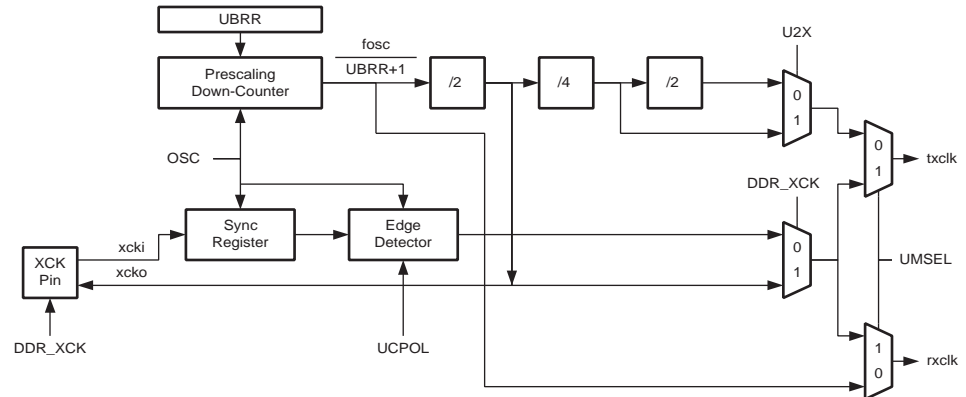 UBRR
fosc
U2X
Prescaling
Down-Counter
UBRR+1
/2
/4
/2
0
1
OSC
0
1
txclk
DDR_XCK
Sync
Register
Edge
Detector
xcki
0
1
XCK
Pin
xcko
UMSEL
DDR_XCK
UCPOL
1
0
rxclk